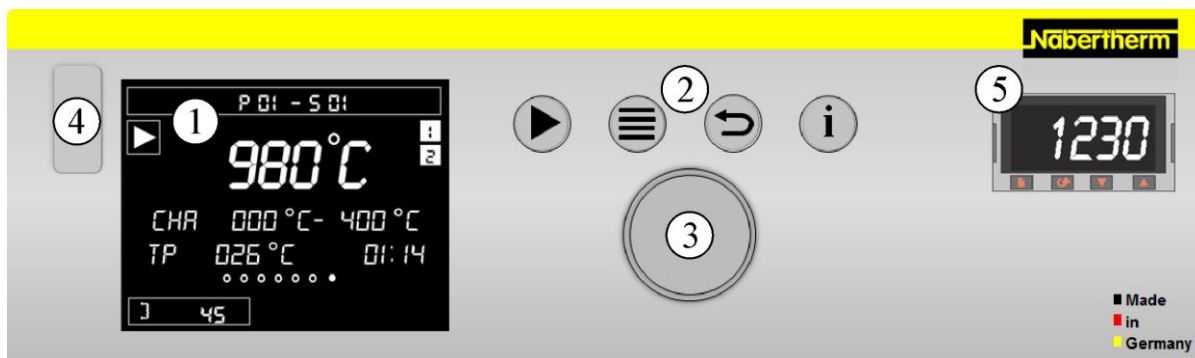 Nabertherm
4
1
P01 - S01
1
2
980°C
CHA 000°C- 400°C
TP 026°C 01:14
45
2
i
3
5
1230
Made
in
Germany